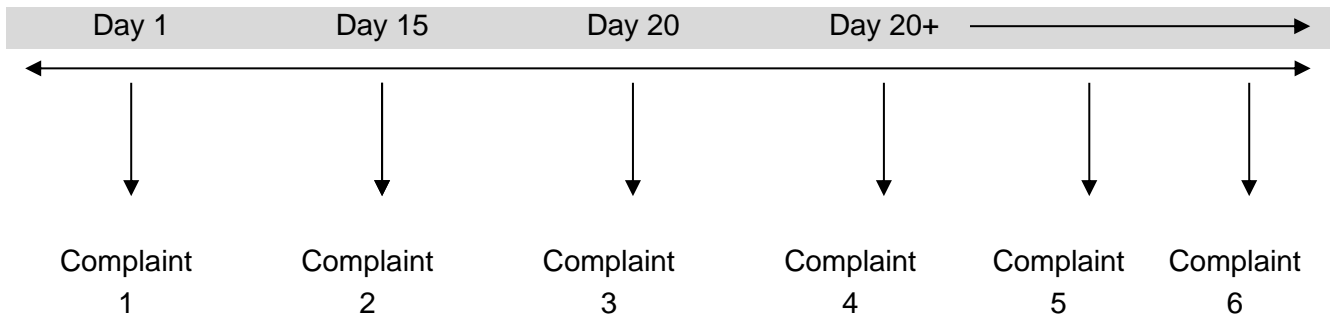 Day 1 Day 15 Day 20 Day 20+
Complaint Complaint Complaint Complaint Complaint Complaint
1 2 3 4 5 6